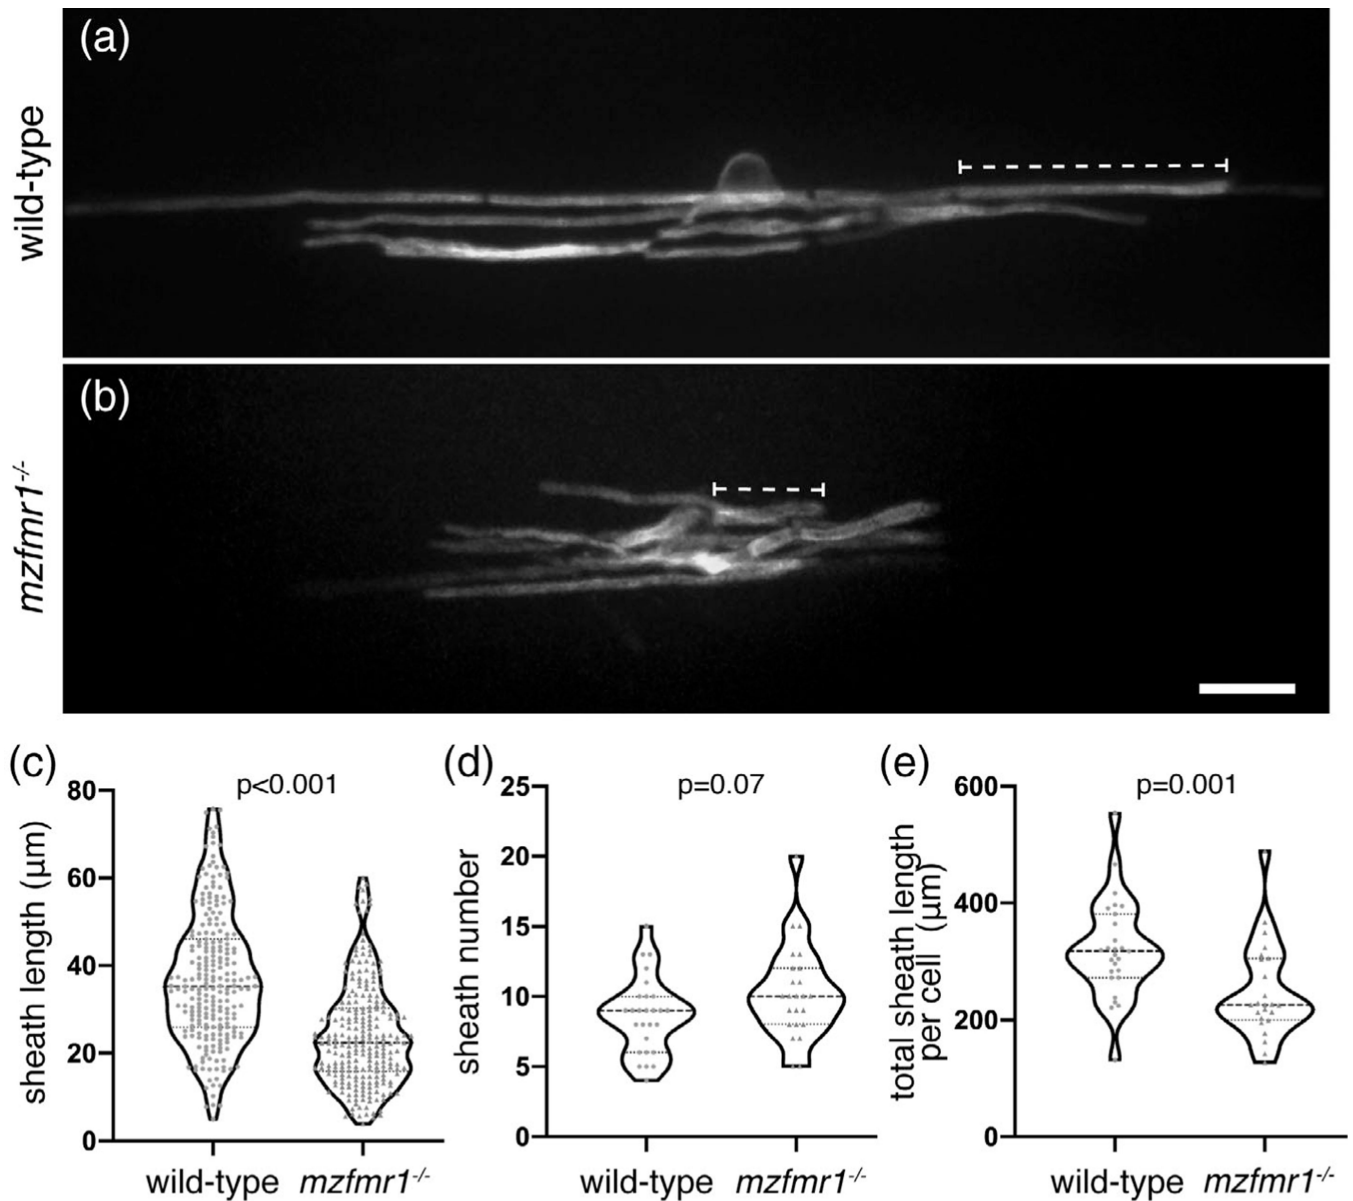 (a)
wild-type
(b)
mzfmr1-/-
(c)
p<0.001
sheath length (μm)
80
60
40
20
0
wild-type mzfmr1-/-
(d)
p=0.07
sheath number
25
20
15
10
5
0
wild-type mzfmr1-/-
(e)
p=0.001
total sheath length
per cell (μm)
600
400
200
0
wild-type mzfmr1-/-